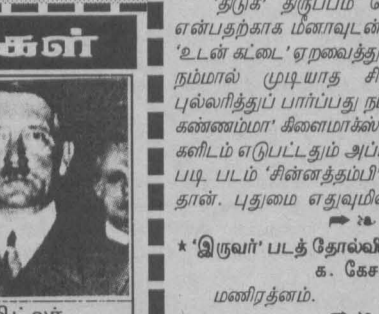 கள்
'திடுக்' திருப்பம்
என்பதற்காக மீனாவுடன்
'உடன் கட்டை' ஏறவைத்து
நம்மால் முடியாத சி
புல்லரித்துப் பார்ப்பது ந
கண்ணம்மா' கிளைமாக்ஸ்
களிடம் எடுபட்டதும் அப்
படி படம் 'சின்னத்தம்பி'
தான். புதுமை எதுவுமி
★ 'இருவர்' படத் தோல்வி
க. கேச
மணிரத்னம்.